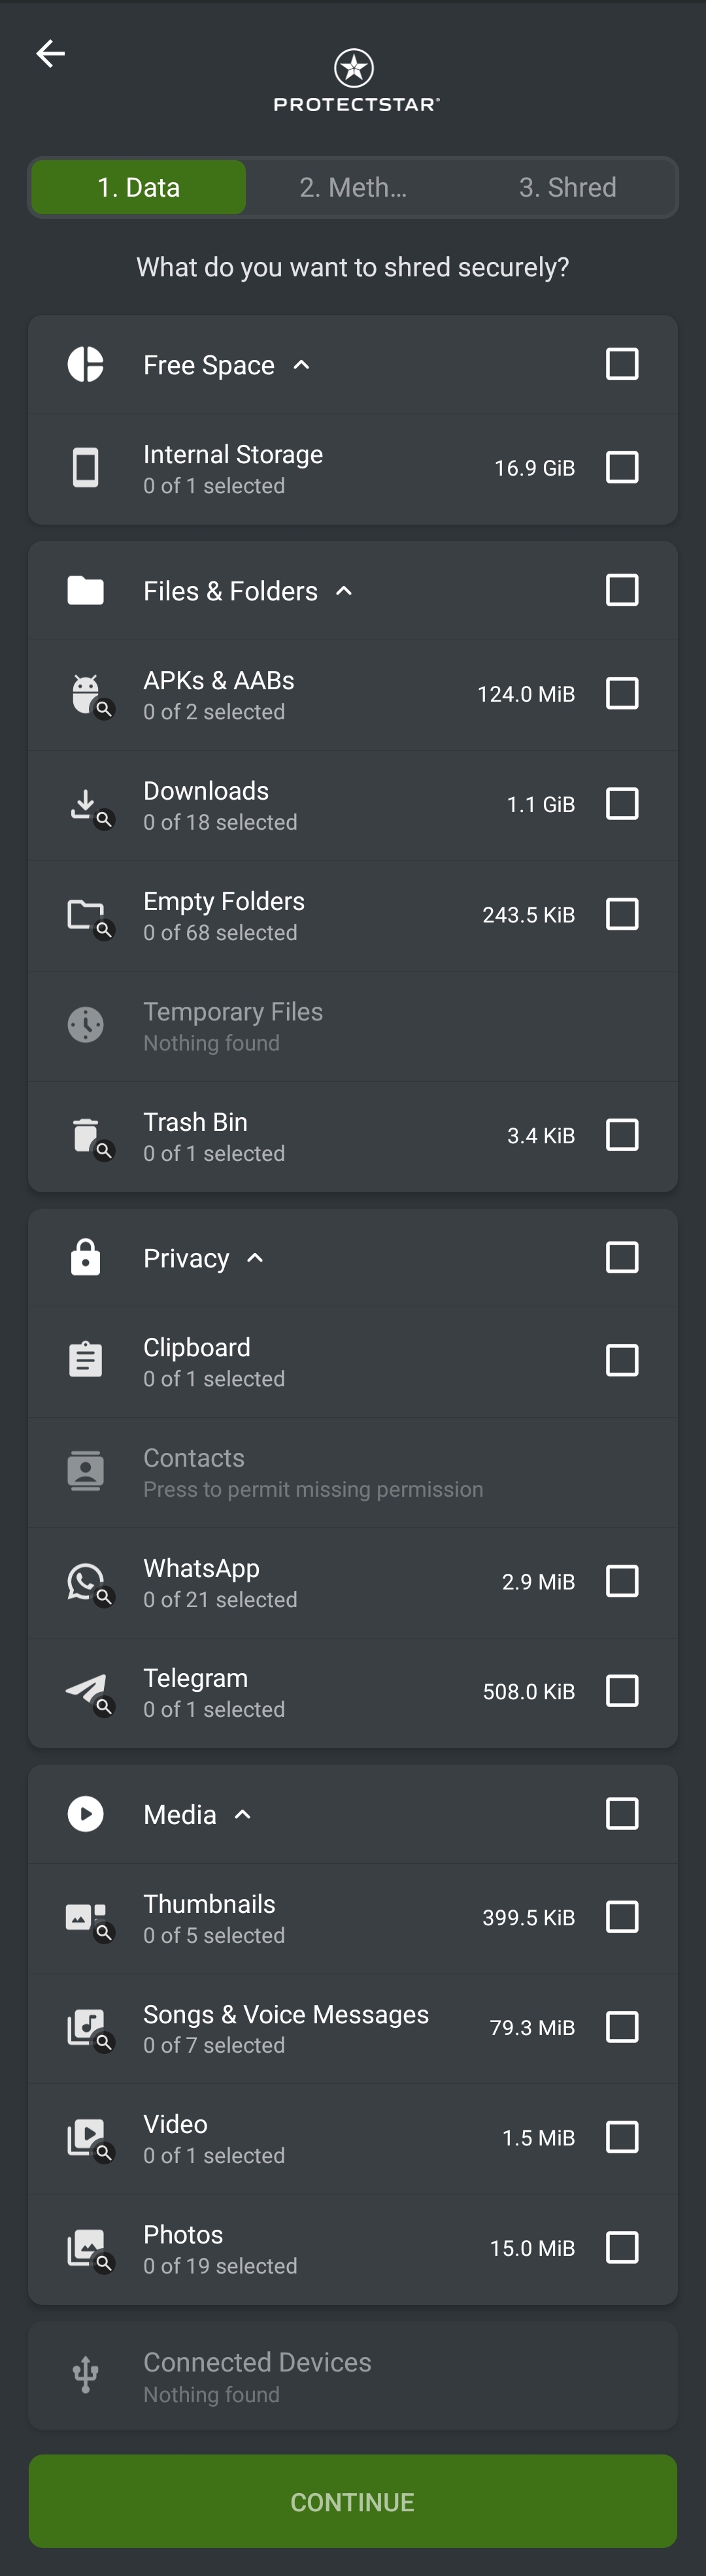 PROTECTSTAR
1. Data
2. Meth...
3. Shred
What do you want to shred securely?
Free Space
Internal Storage
16.9 GiB
0 of 1 selected
Files & Folders
APKs & AABs
124.0 MiB
0 of 2 selected
Downloads
1.1 GiB
0 of 18 selected
Empty Folders
243.5 KiB
0 of 68 selected
Temporary Files
Nothing found
Trash Bin
3.4 KiB
0 of 1 selected
Privacy
Clipboard
0 of 1 selected
Contacts
Press to permit missing permission
WhatsApp
2.9 MiB
0 of 21 selected
Telegram
508.0 KiB
0 of 1 selected
Media
Thumbnails
399.5 KiB
0 of 5 selected
Songs & Voice Messages
79.3 MiB
0 of 7 selected
Video
1.5 MiB
0 of 1 selected
Photos
15.0 MiB
0 of 19 selected
Connected Devices
Nothing found
CONTINUE